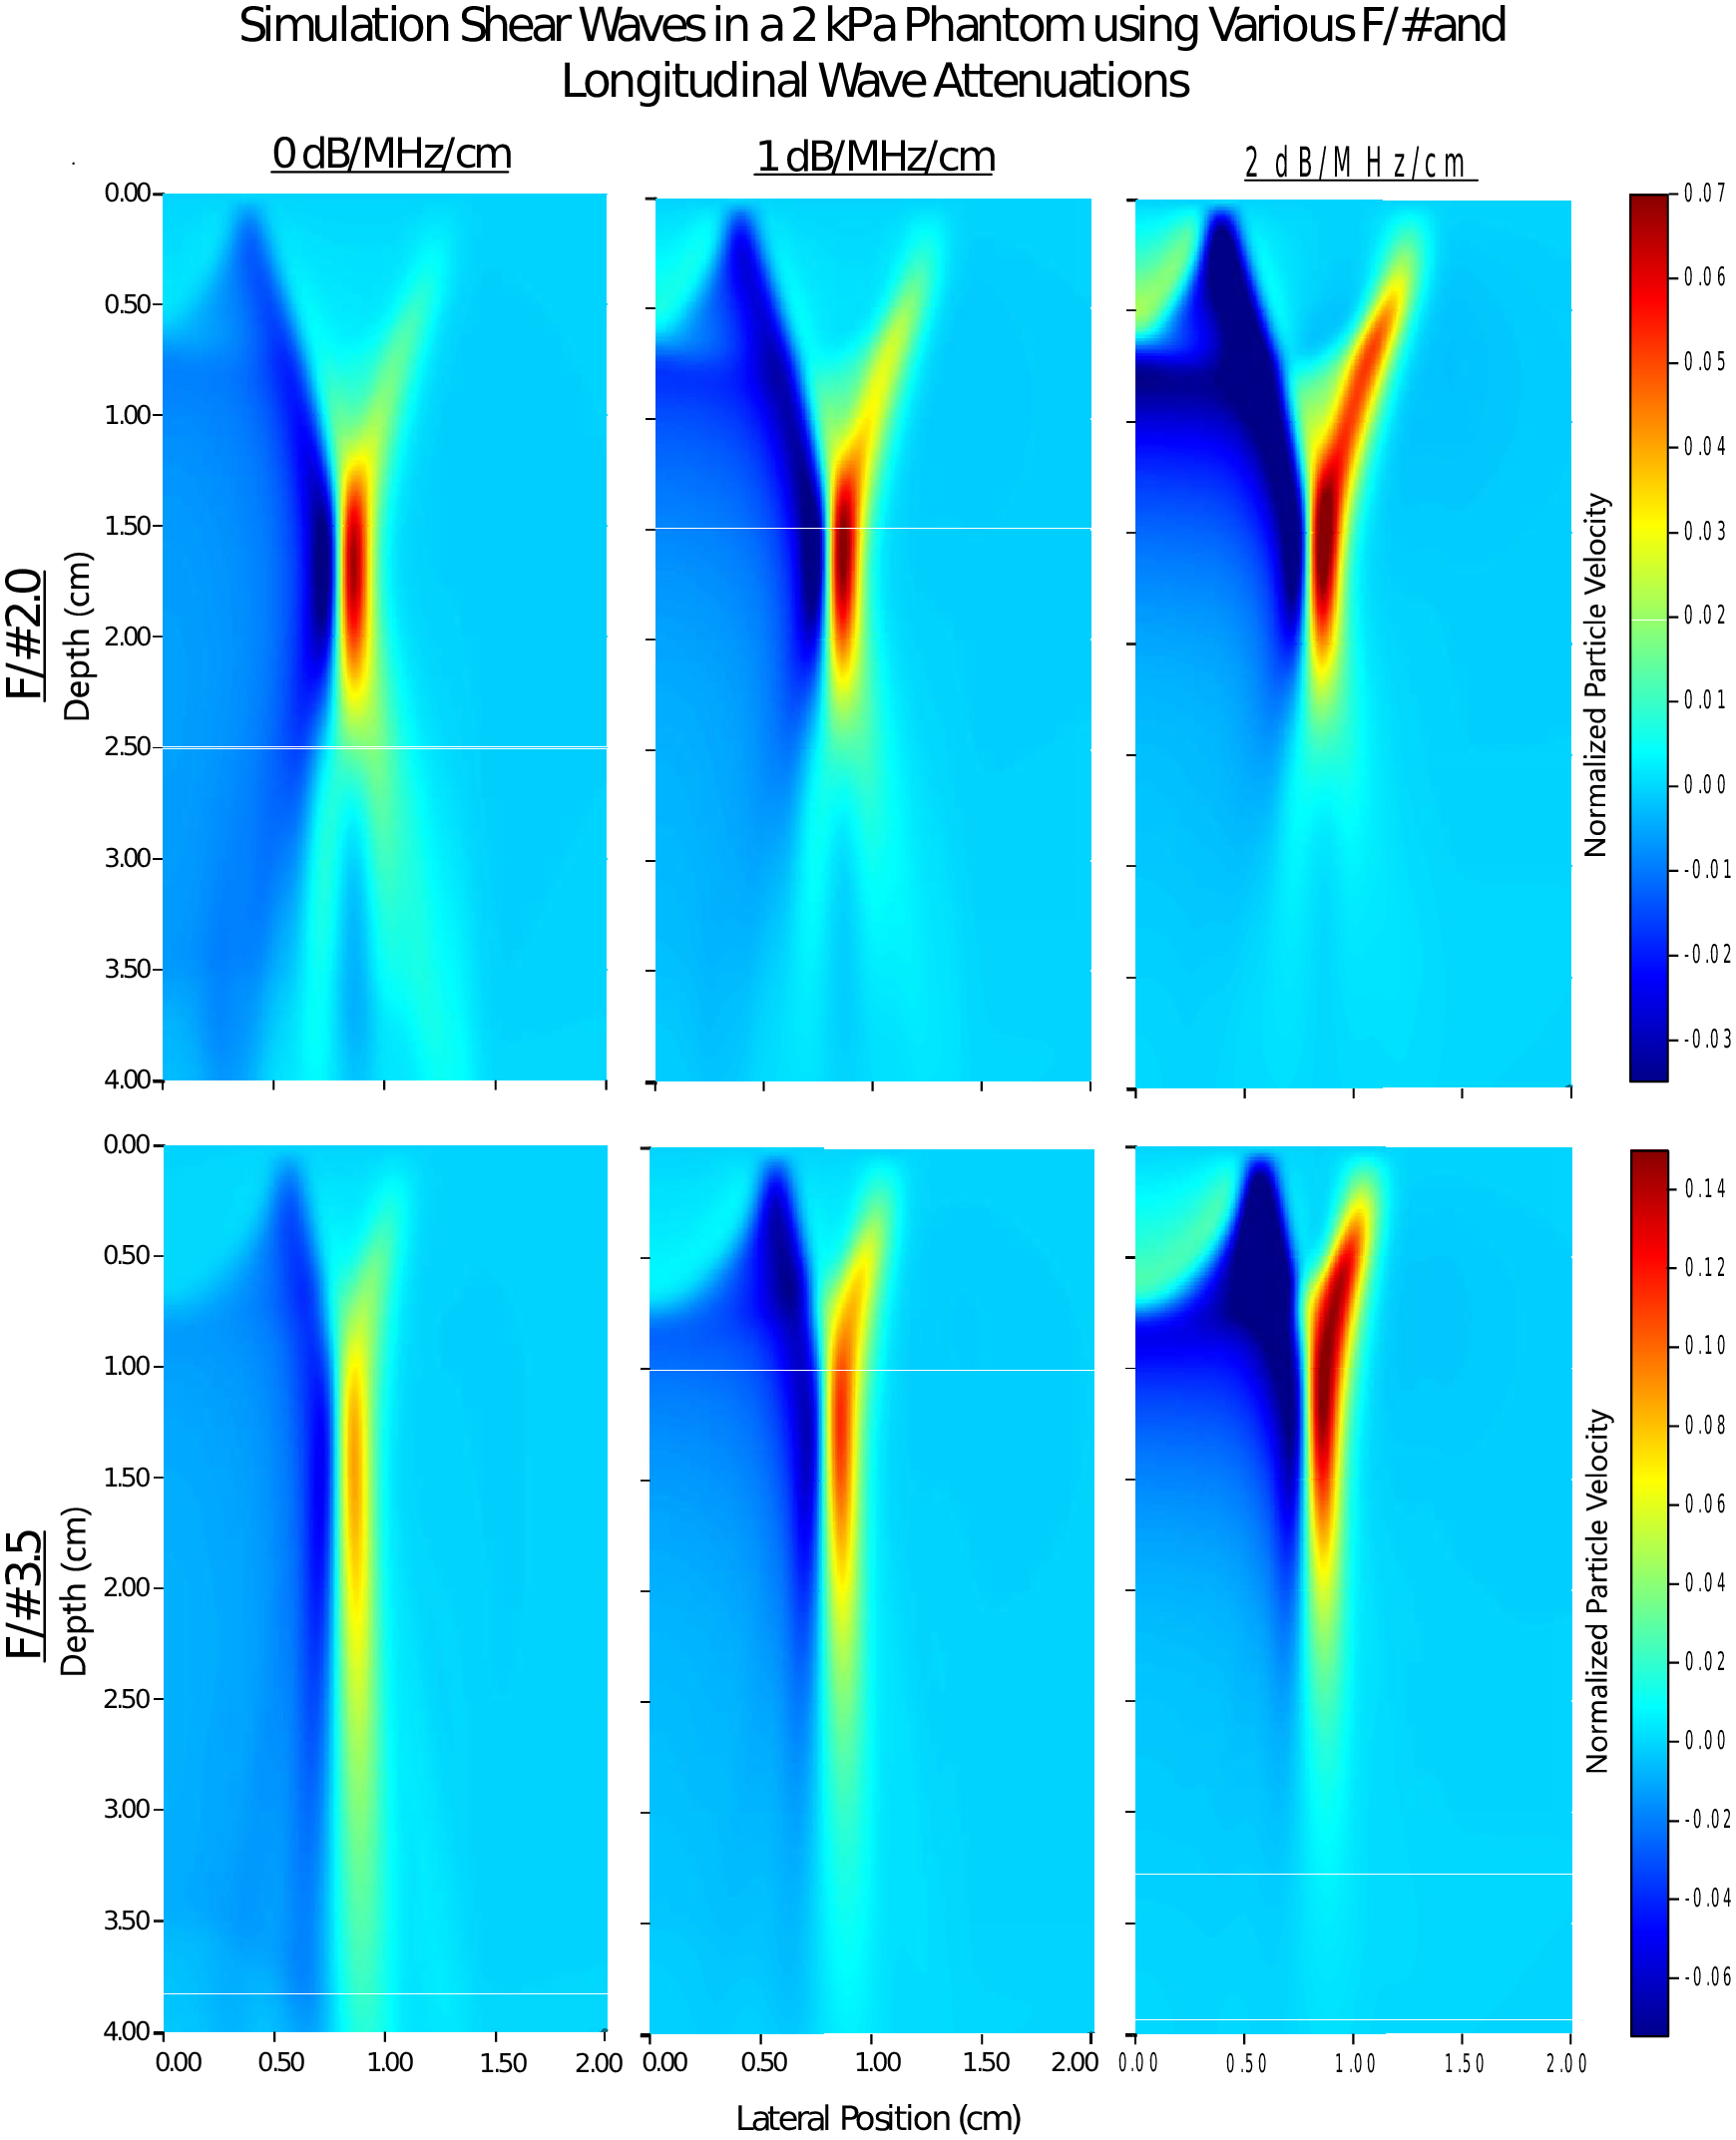 Simulation Shear Waves in a 2 kPa Phantom using Various F/# and
Longitudinal Wave Attenuations
0 dB/MHz/cm
1 dB/MHz/cm
2 dB/MHz/cm
F/# 2.0
Depth (cm)
0.00
0.50
1.00
1.50
2.00
2.50
3.00
3.50
4.00
Normalized Particle Velocity
0.07
0.06
0.05
0.04
0.03
0.02
0.01
0.00
-0.01
-0.02
-0.03
F/# 3.5
Depth (cm)
0.00
0.50
1.00
1.50
2.00
2.50
3.00
3.50
4.00
Normalized Particle Velocity
0.14
0.12
0.10
0.08
0.06
0.04
0.02
0.00
-0.02
-0.04
-0.06
0.00 0.50 1.00 1.50 2.00
0.00 0.50 1.00 1.50 2.00
0.00 0.50 1.00 1.50 2.00
Lateral Position (cm)